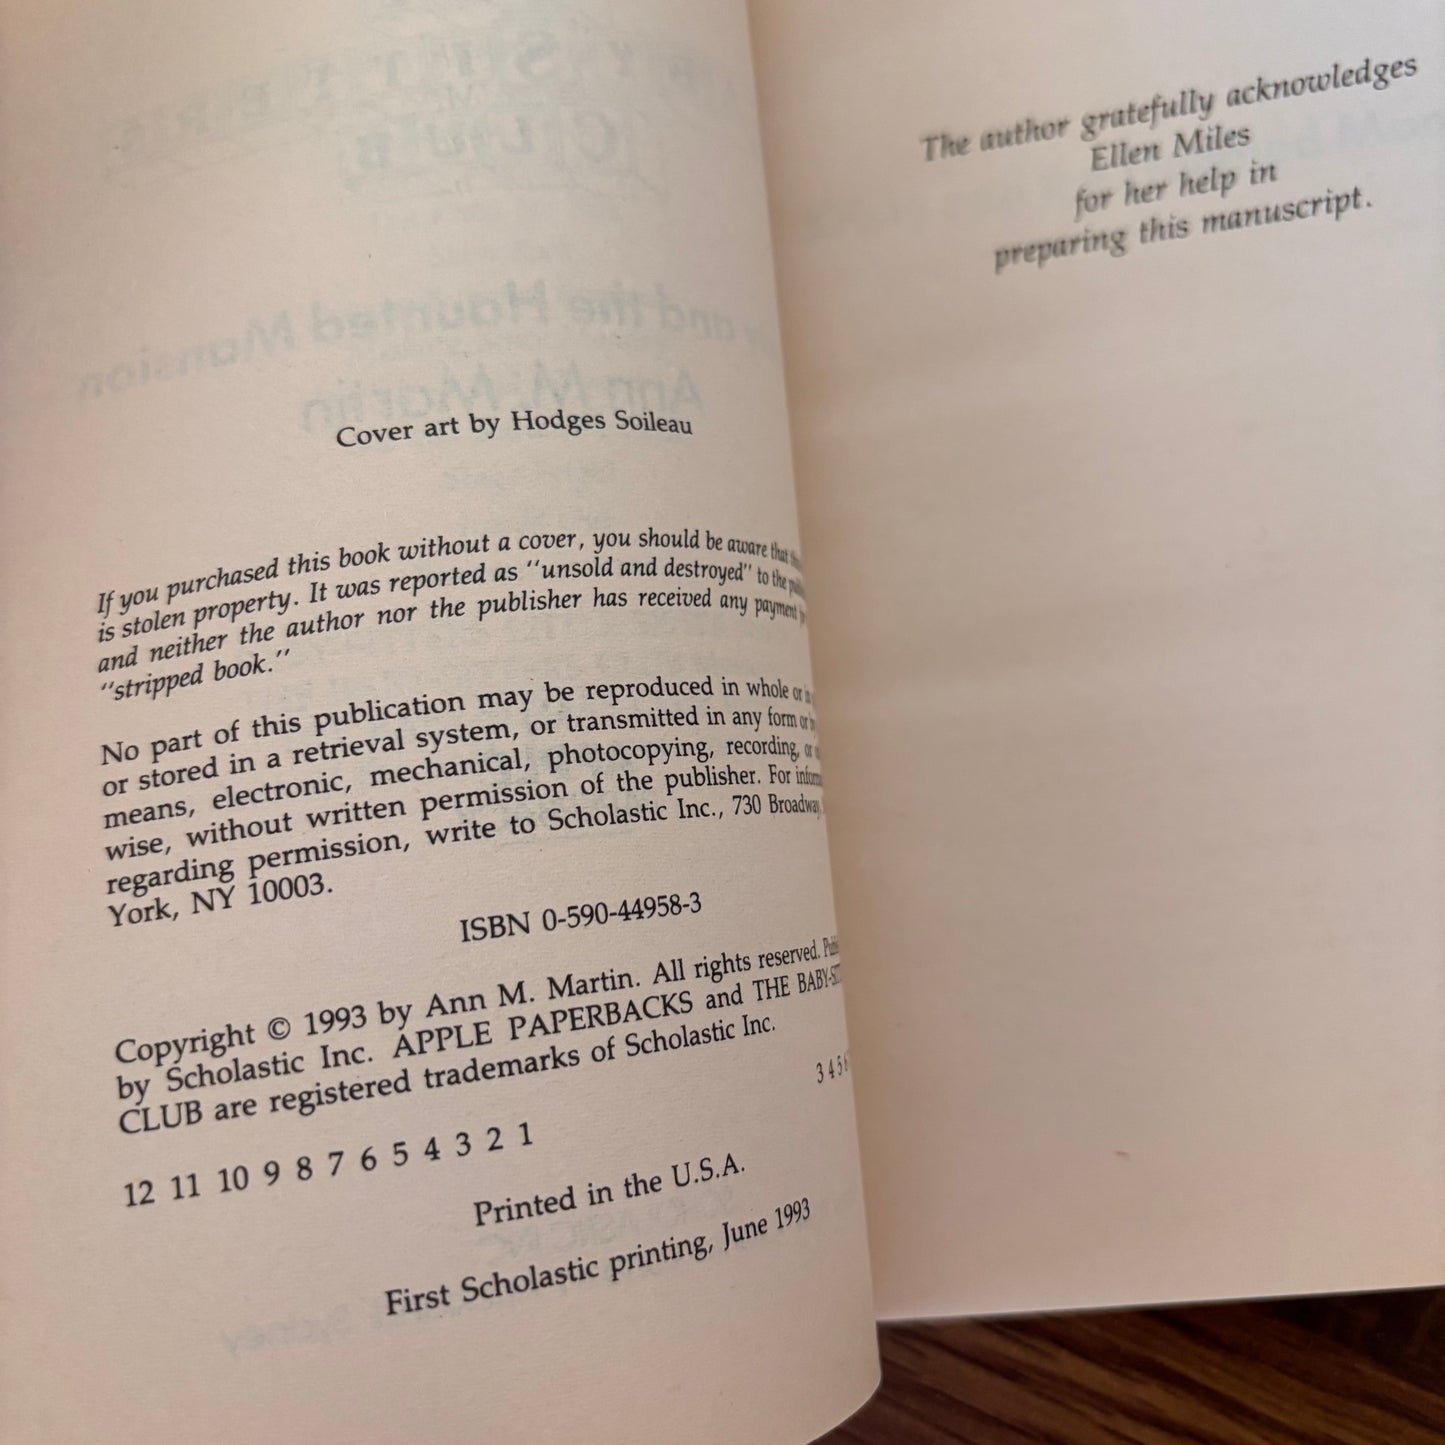 Cover art by Hodges Soileau
If you purchased this book without a cover, you should be aware that
is stolen property. It was reported as "unsold and destroyed" to the
and neither the author nor the publisher has received any payment
"stripped book."
No part of this publication may be reproduced in whole or in
or stored in a retrieval system, or transmitted in any form or
means, electronic, mechanical, photocopying, recording, or
wise, without written permission of the publisher. For
regarding permission, write to Scholastic Inc., 730 Broadway,
York, NY 10003.
ISBN 0-590-44958-3
Copyright © 1993 by Ann M. Martin. All rights reserved.
by Scholastic Inc. APPLE PAPERBACKS and THE
CLUB are registered trademarks of Scholastic Inc.
12 11 10 9 8 7 6 5 4 3 2 1
3 4 5 6
Printed in the U.S.A.
First Scholastic printing, June 1993
The author gratefully acknowledges
Ellen Miles
for her help in
preparing this manuscript.